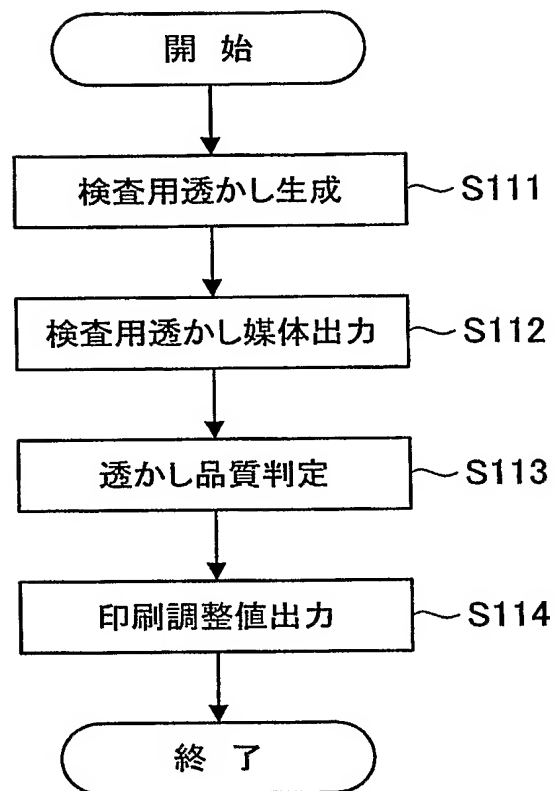 開始
検査用透かし生成 S111
検査用透かし媒体出力 S112
透かし品質判定 S113
印刷調整値出力 S114
終了